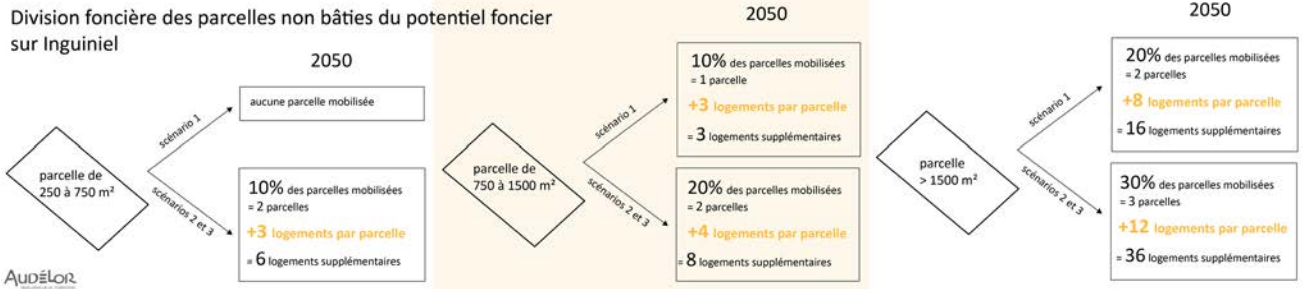 Division foncière des parcelles non bâties du potentiel foncier
sur Inguiniel
2050
parcelle de
250 à 750 m²
scénario 1
aucune parcelle mobilisée
scénarios 2 et 3
10% des parcelles mobilisées
= 2 parcelles
+3 logements par parcelle
= 6 logements supplémentaires
2050
parcelle de
750 à 1500 m²
scénario 1
10% des parcelles mobilisées
= 1 parcelle
+3 logements par parcelle
= 3 logements supplémentaires
scénarios 2 et 3
20% des parcelles mobilisées
= 2 parcelles
+4 logements par parcelle
= 8 logements supplémentaires
2050
parcelle
> 1500 m²
scénario 1
20% des parcelles mobilisées
= 2 parcelles
+8 logements par parcelle
= 16 logements supplémentaires
scénarios 2 et 3
30% des parcelles mobilisées
= 3 parcelles
+12 logements par parcelle
= 36 logements supplémentaires
AUDÉLOR